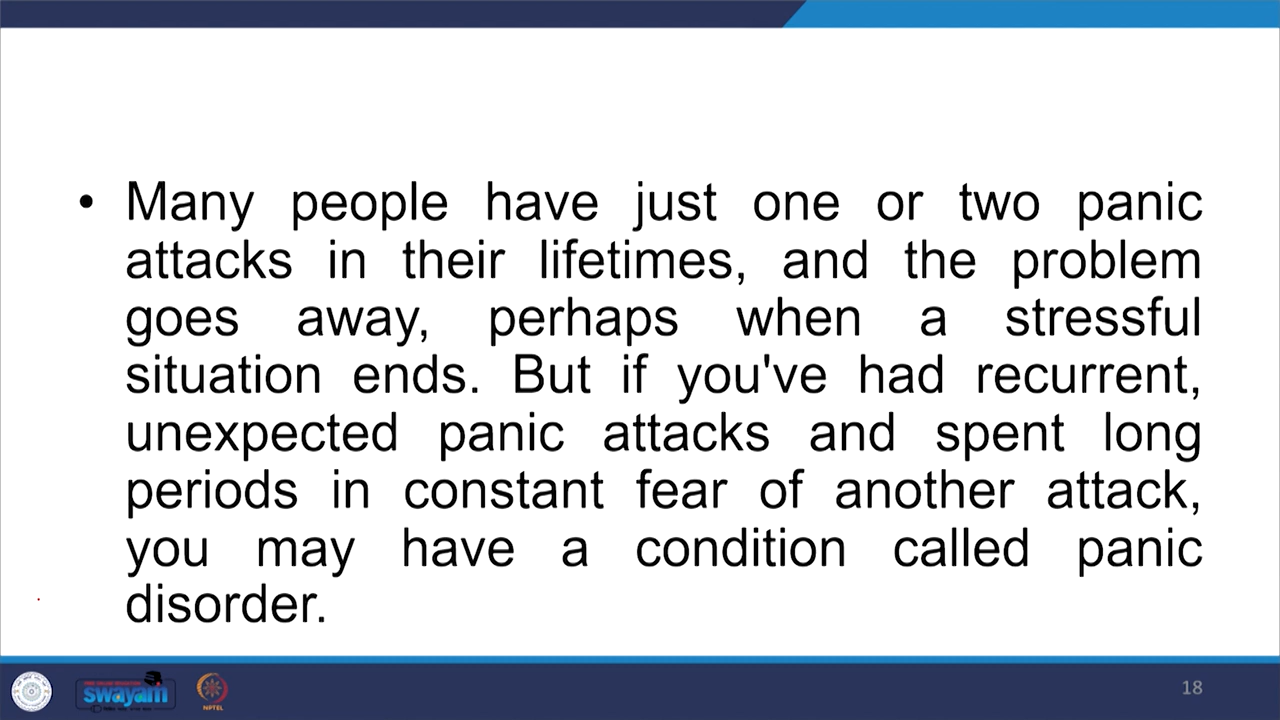 • Many people have just one or two panic
attacks in their lifetimes, and the problem
goes away, perhaps when a stressful
situation ends. But if you've had recurrent,
unexpected panic attacks and spent long
periods in constant fear of another attack,
you may have a condition called panic
disorder.
swayam
NPTEL
18